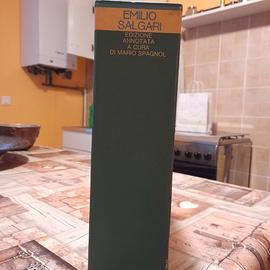 EMILIO
SALGARI
EDIZIONE
ANNOTATA
A CURA
DI MARIO SPAGNOL